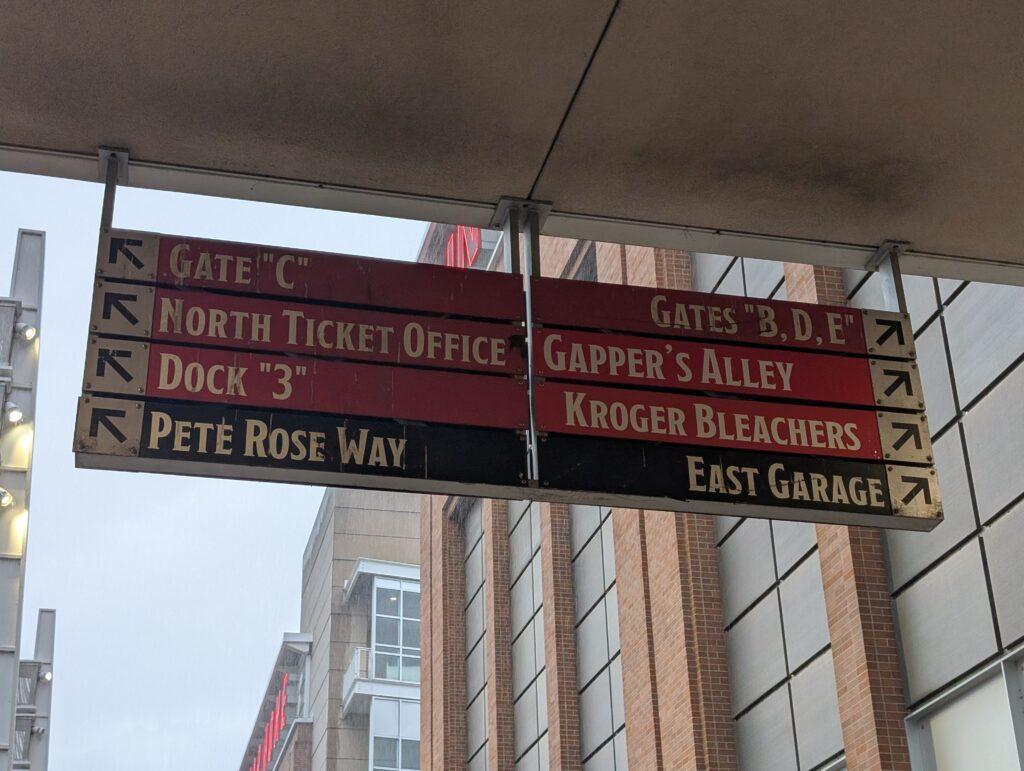 GATE "C"
NORTH TICKET OFFICE
DOCK "3"
PETE ROSE WAY
GATES "B, D, E"
GAPPER'S ALLEY
KROGER BLEACHERS
EAST GARAGE